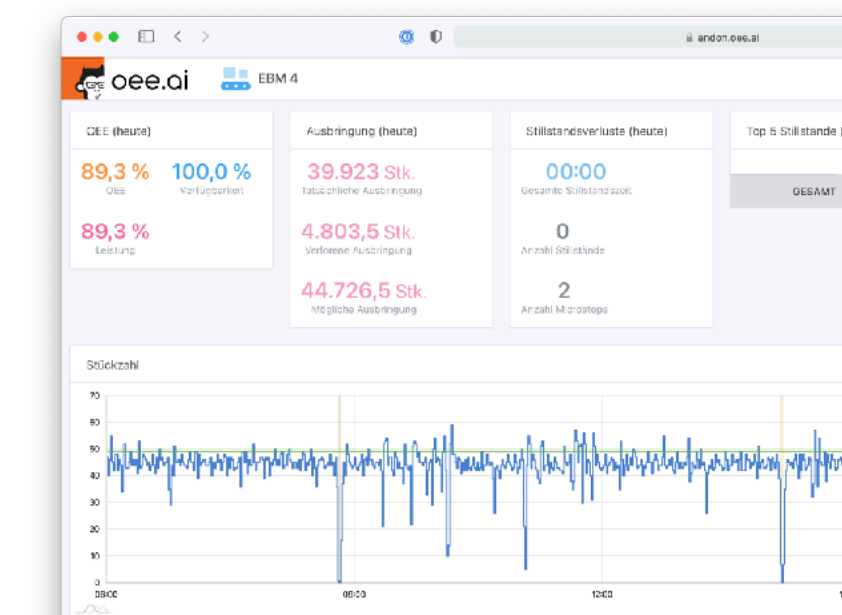 andon.oee.ai
oee.ai
EBM 4
OEE (heute)
89,3 %
100,0 %
OEE
Verfügbarkeit
89,3 %
Leistung
Ausbringung (heute)
39.923 Stk.
Tatsächliche Ausbringung
4.803,5 Stk.
Verlorene Ausbringung
44.726,5 Stk.
Mögliche Ausbringung
Stillstandsverluste (heute)
00:00
Gesamte Stillstandszeit
0
Anzahl Stillstände
2
Anzahl Microstops
Top 5 Stillstände (
GESAMT
Stückzahl
70
60
50
40
30
20
10
0
06:00
09:00
12:00